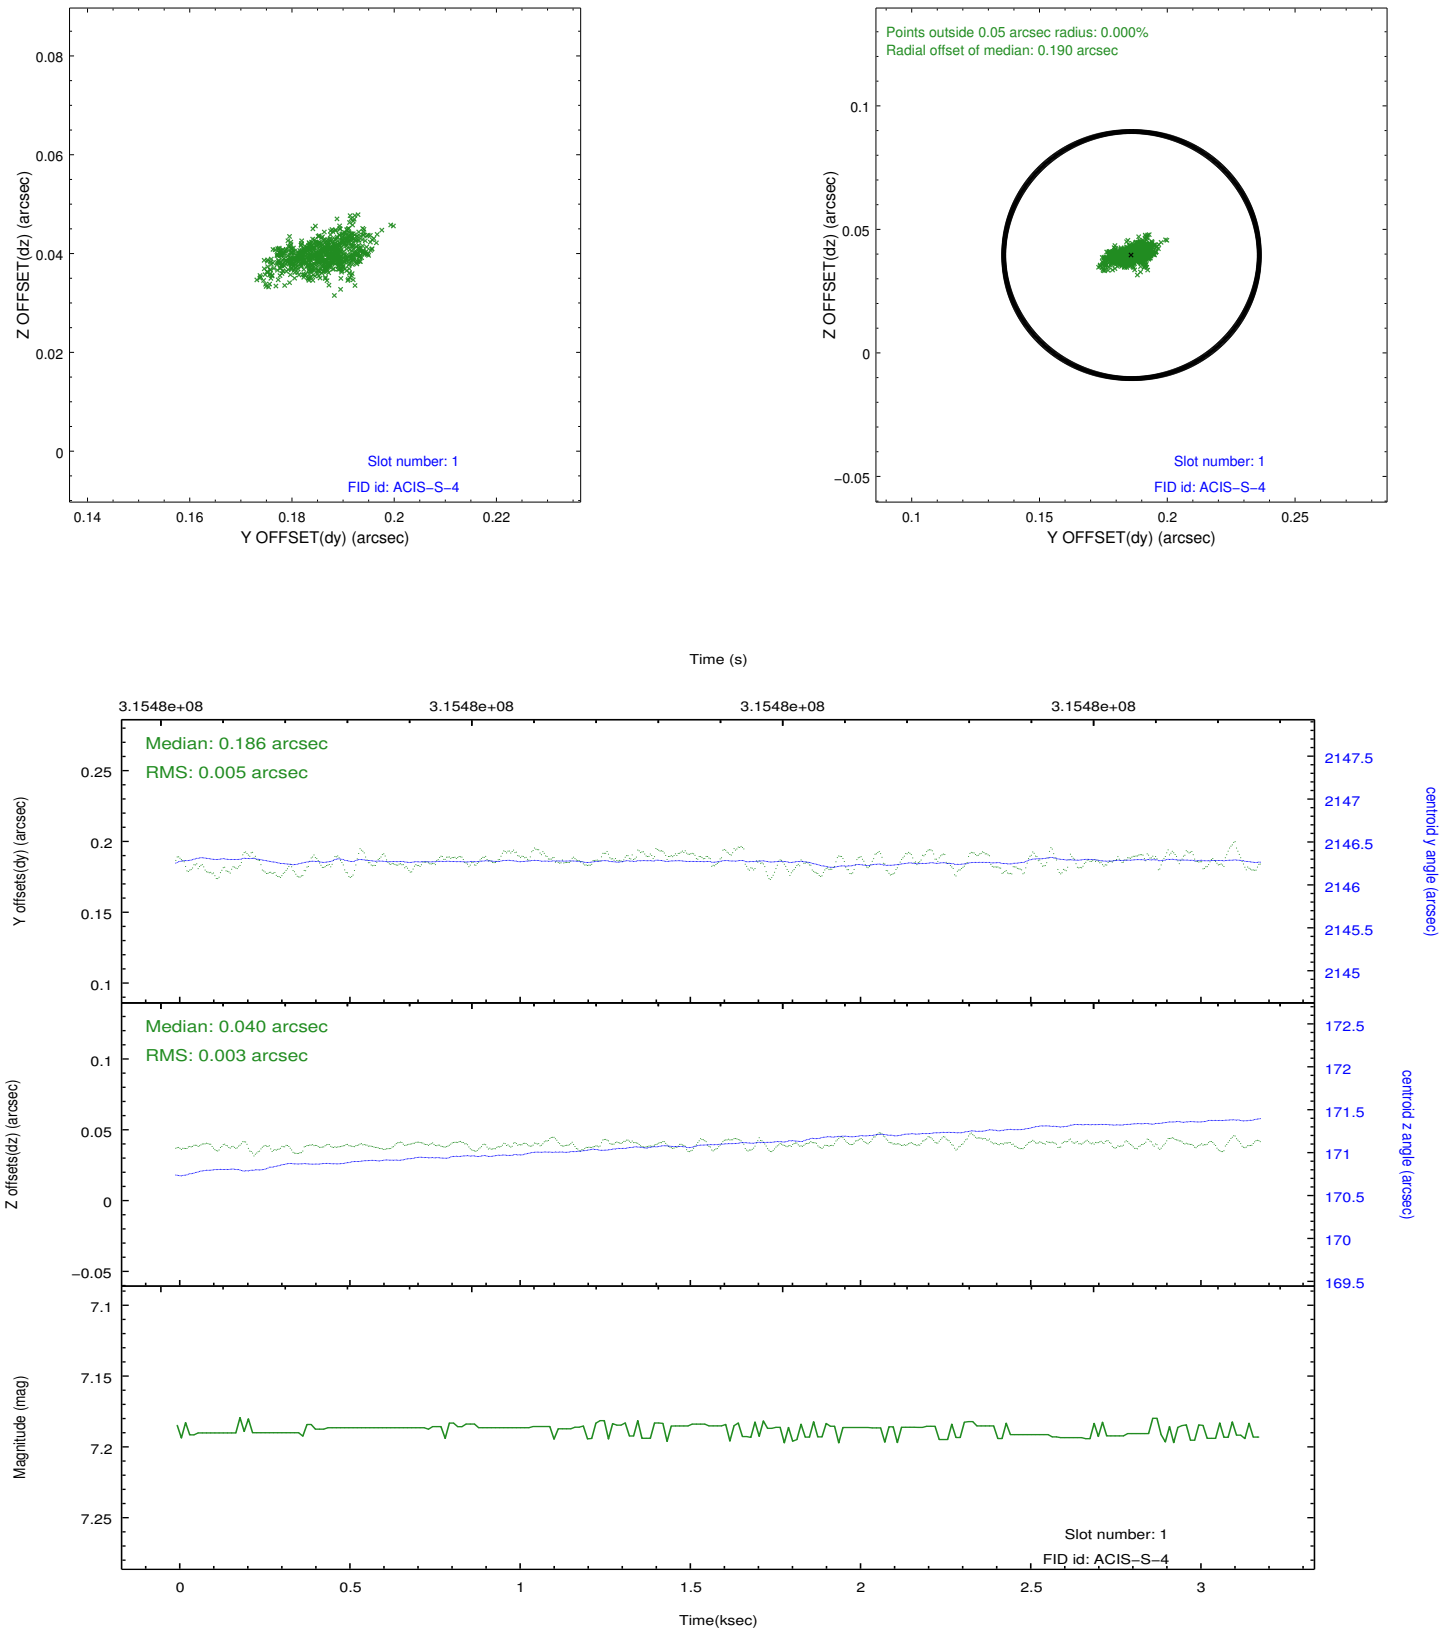 0.08
0.06
0.04
0.02
0
Z OFFSET(dz) (arcsec)
Slot number: 1
FID id: ACIS−S−4
0.14 0.16 0.18 0.2 0.22
Y OFFSET(dy) (arcsec)
Points outside 0.05 arcsec radius: 0.000%
Radial offset of median: 0.190 arcsec
0.1
0.05
0
−0.05
Z OFFSET(dz) (arcsec)
Slot number: 1
FID id: ACIS−S−4
0.1 0.15 0.2 0.25
Y OFFSET(dy) (arcsec)
Time (s)
3.1548e+08 3.1548e+08 3.1548e+08 3.1548e+08
Median: 0.186 arcsec
RMS: 0.005 arcsec
0.25
0.2
0.15
0.1
Y offsets(dy) (arcsec)
2147.5
2147
2146.5
2146
2145.5
2145
centroid y angle (arcsec)
Median: 0.040 arcsec
RMS: 0.003 arcsec
0.1
0.05
0
−0.05
Z offsets(dz) (arcsec)
172.5
172
171.5
171
170.5
170
169.5
centroid z angle (arcsec)
7.1
7.15
7.2
7.25
Magnitude (mag)
Slot number: 1
FID id: ACIS−S−4
0 0.5 1 1.5 2 2.5 3
Time(ksec)